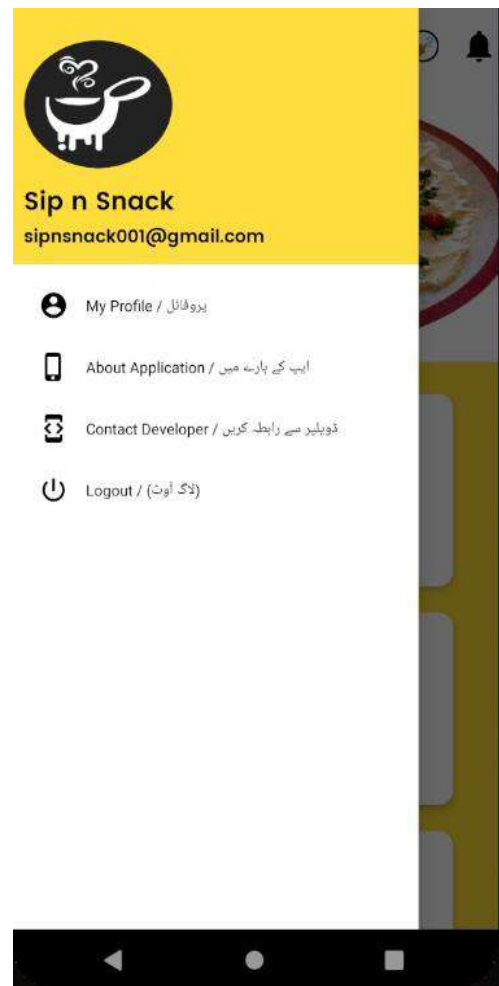 Sip n Snack
sipnsnack001@gmail.com
My Profile / پروفائل
About Application / ایپ کے بارے میں
Contact Developer / ڈویلپر سے رابطہ کریں
Logout / (لاگ آوٹ)